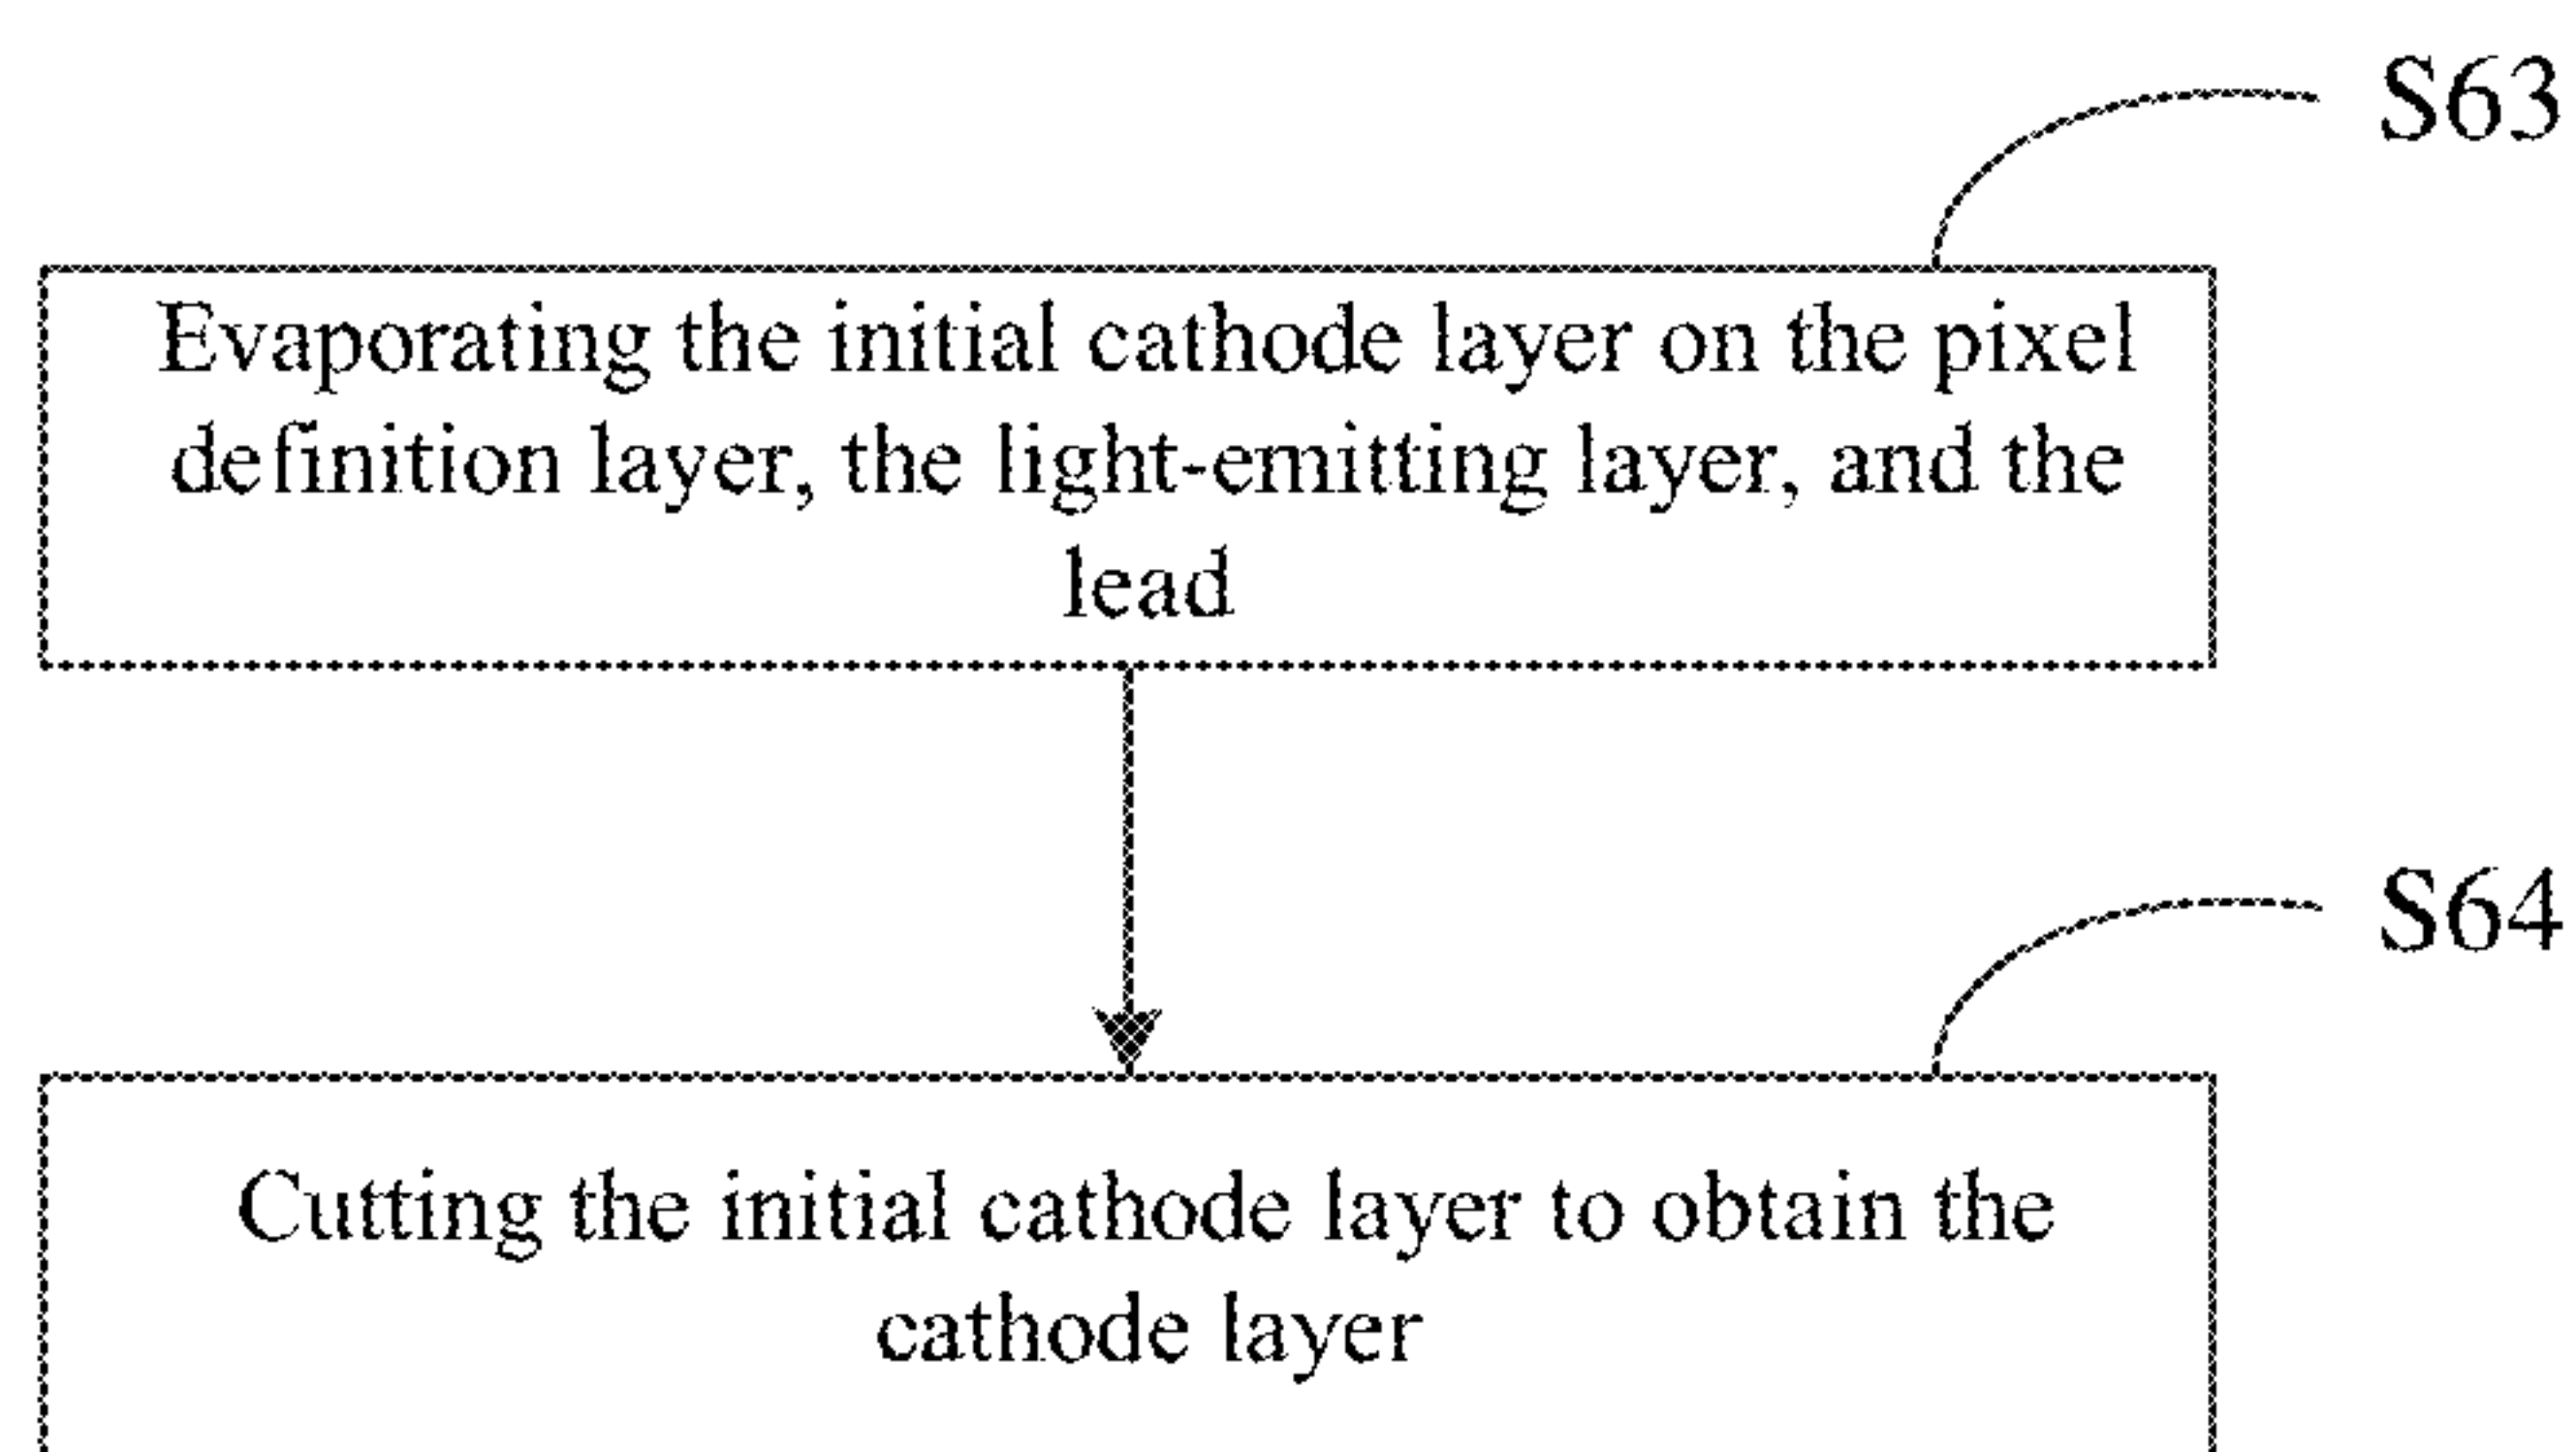 S63
Evaporating the initial cathode layer on the pixel
definition layer, the light-emitting layer, and the
lead
S64
Cutting the initial cathode layer to obtain the
cathode layer